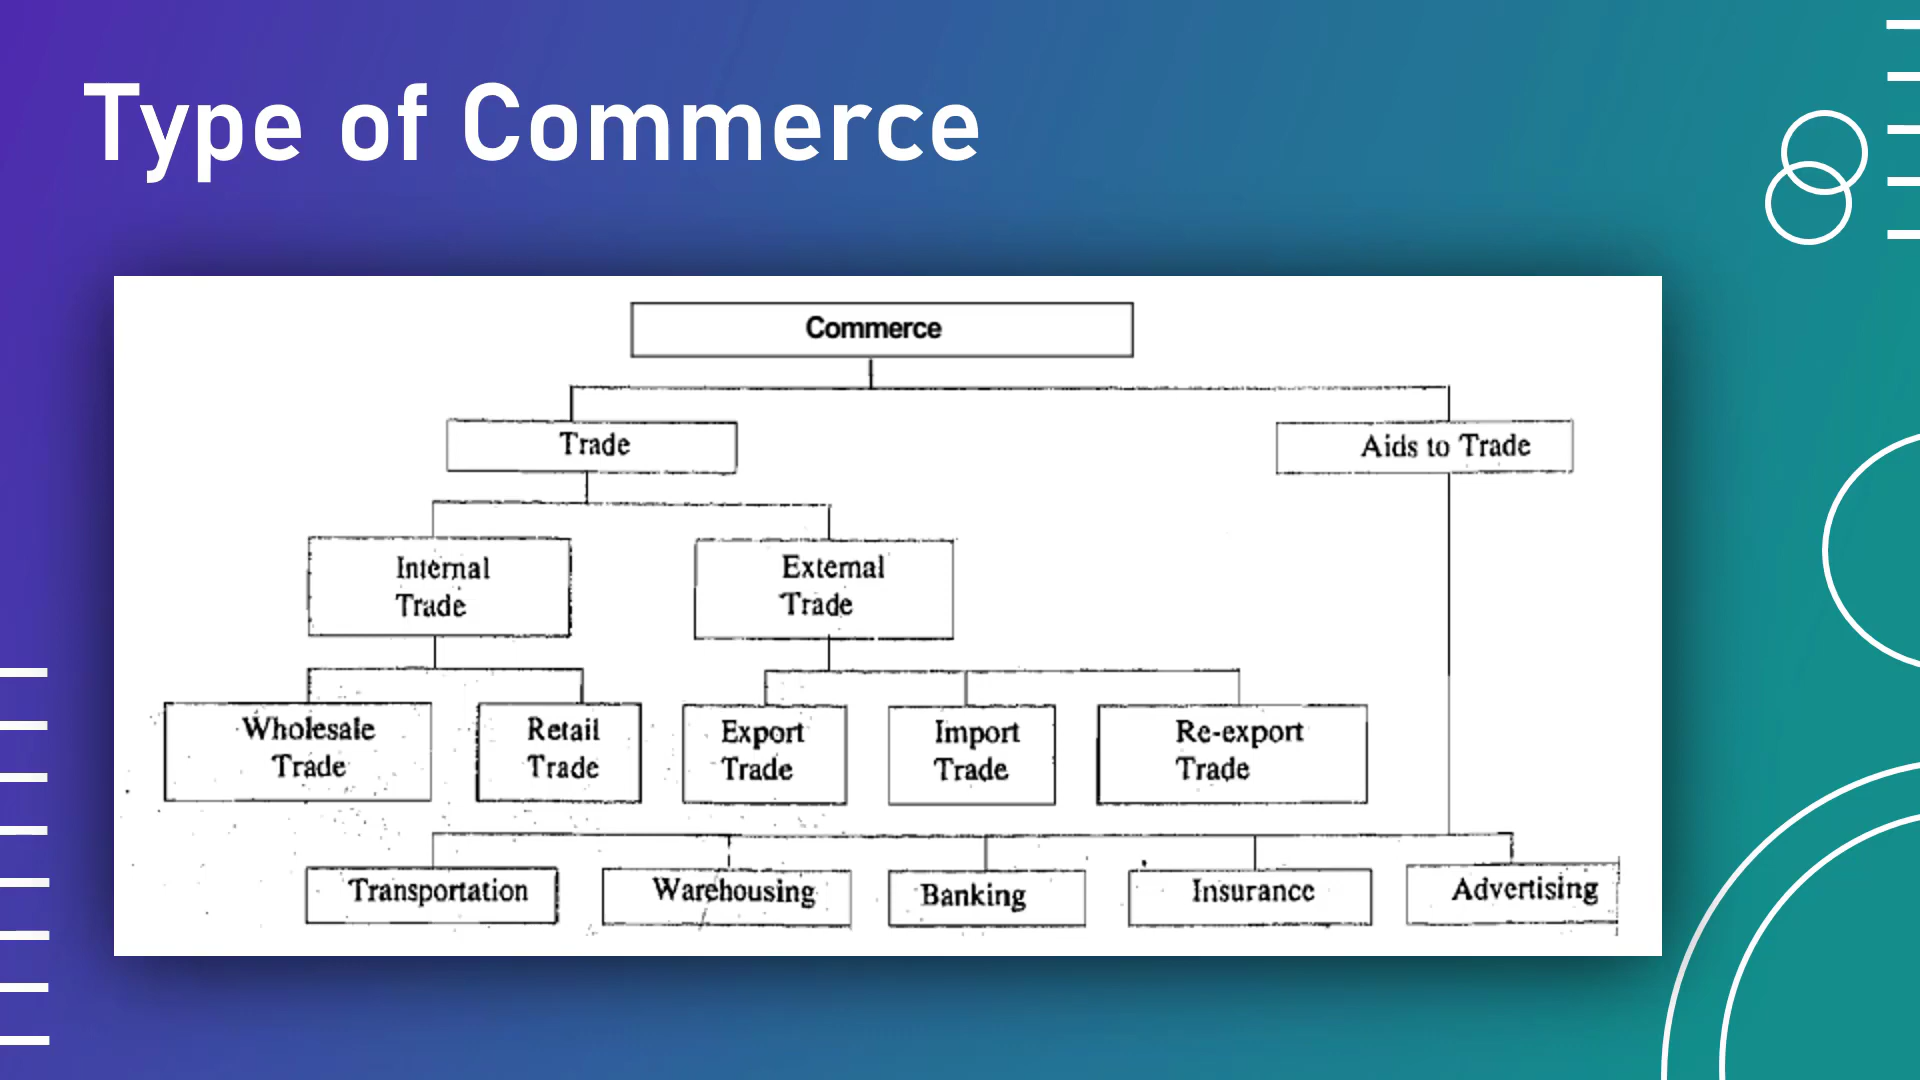 Type of Commerce
Commerce
Trade
Aids to Trade
Internal
Trade
External
Trade
Wholesale
Trade
Retail
Trade
Export
Trade
Import
Trade
Re-export
Trade
Transportation
Warehousing
Banking
Insurance
Advertising